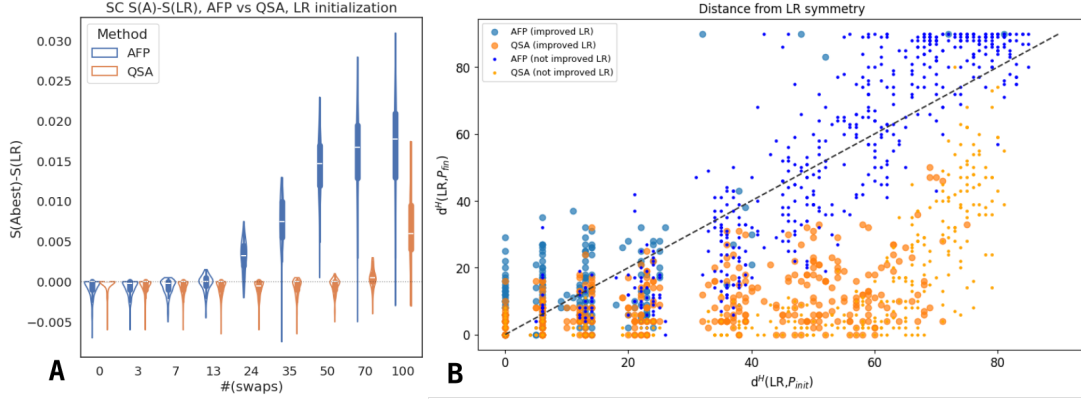 SC S(A)-S(LR), AFP vs QSA, LR initialization
Method
AFP
QSA
S(Abest)-S(LR)
0.030
0.025
0.020
0.015
0.010
0.005
0.000
−0.005
0 3 7 13 24 35 50 70 100
#(swaps)
A
Distance from LR symmetry
AFP (improved LR)
QSA (improved LR)
AFP (not improved LR)
QSA (not improved LR)
d^H(LR,P_fin)
80
60
40
20
0
0 20 40 60 80
d^H(LR,P_init)
B